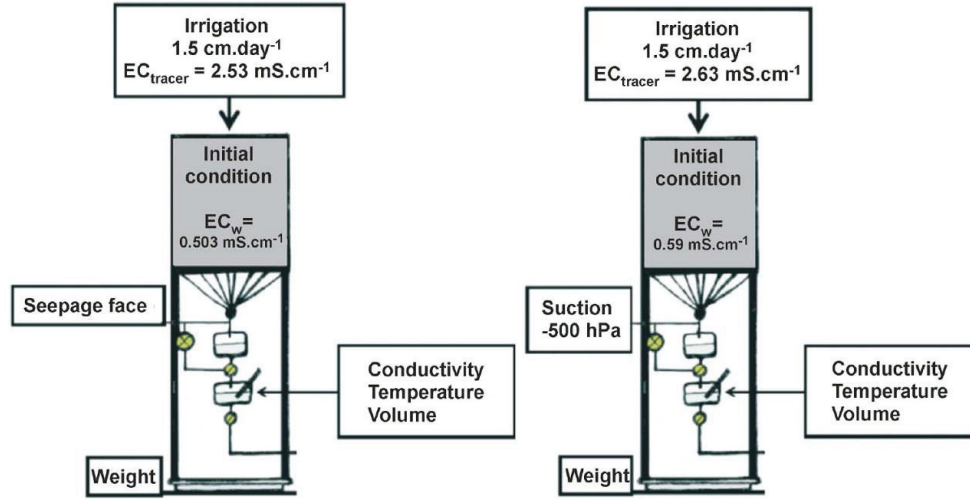 Irrigation
1.5 cm.day⁻¹
ECtracer = 2.53 mS.cm⁻¹
Initial
condition
ECw=
0.503 mS.cm⁻¹
Seepage face
Conductivity
Temperature
Volume
Weight
Irrigation
1.5 cm.day⁻¹
ECtracer = 2.63 mS.cm⁻¹
Initial
condition
ECw=
0.59 mS.cm⁻¹
Suction
-500 hPa
Conductivity
Temperature
Volume
Weight